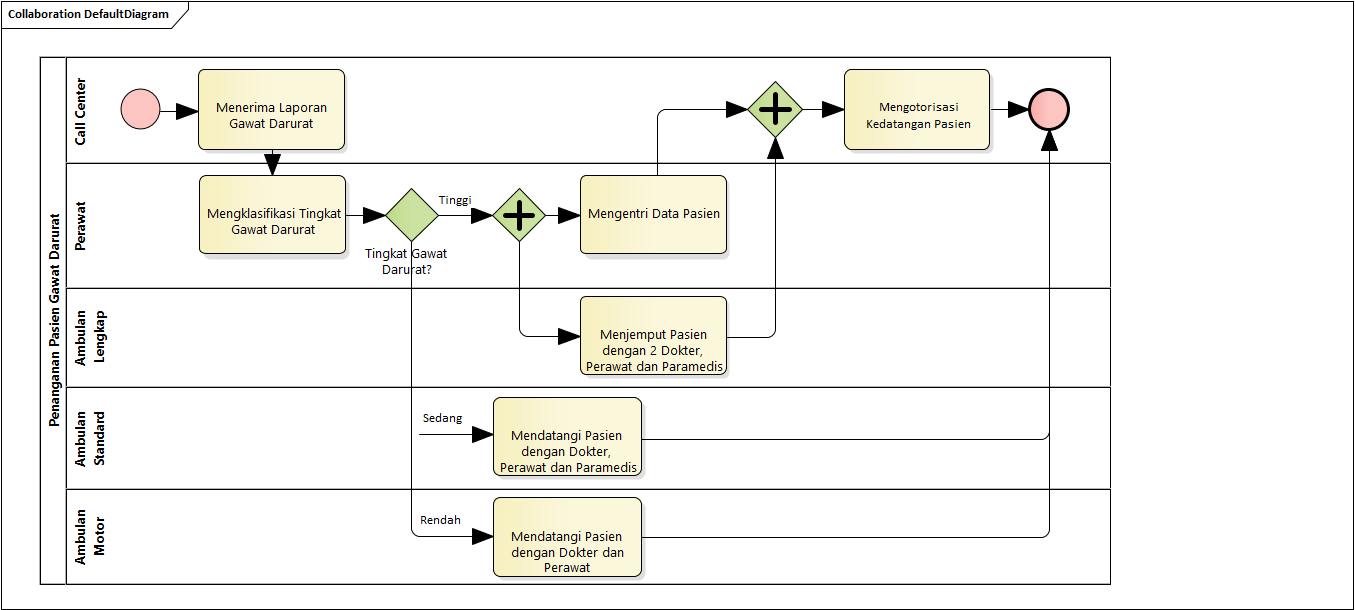 Collaboration DefaultDiagram
Penanganan Pasien Gawat Darurat
Call Center
Menerima Laporan
Gawat Darurat
Mengotorisasi
Kedatangan Pasien
Perawat
Mengklasifikasi Tingkat
Gawat Darurat
Tingkat Gawat
Darurat?
Tinggi
Mengentri Data Pasien
Ambulan
Lengkap
Menjemput Pasien
dengan 2 Dokter,
Perawat dan Paramedis
Ambulan
Standard
Sedang
Mendatangi Pasien
dengan Dokter,
Perawat dan Paramedis
Ambulan
Motor
Rendah
Mendatangi Pasien
dengan Dokter dan
Perawat